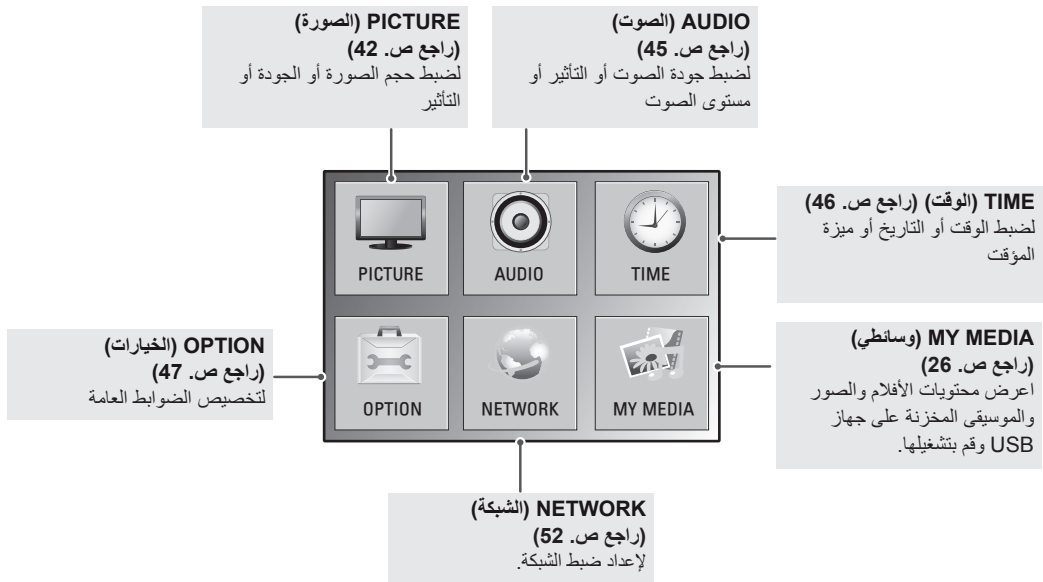 PICTURE (الصورة)
(راجع ص. 42)
لضبط حجم الصورة أو الجودة أو
التأثير
AUDIO (الصوت)
(راجع ص. 45)
لضبط جودة الصوت أو التأثير أو
مستوى الصوت
PICTURE
AUDIO
TIME
TIME (الوقت) (راجع ص. 46)
لضبط الوقت أو التاريخ أو ميزة
المؤقت
OPTION (الخيارات)
(راجع ص. 47)
لتخصيص الضوابط العامة
OPTION
NETWORK
MY MEDIA
MY MEDIA (وسائطي)
(راجع ص. 26)
اعرض محتويات الأفلام والصور
والموسيقى المخزنة على جهاز
USB وقم بتشغيلها.
NETWORK (الشبكة)
(راجع ص. 52)
لإعداد ضبط الشبكة.